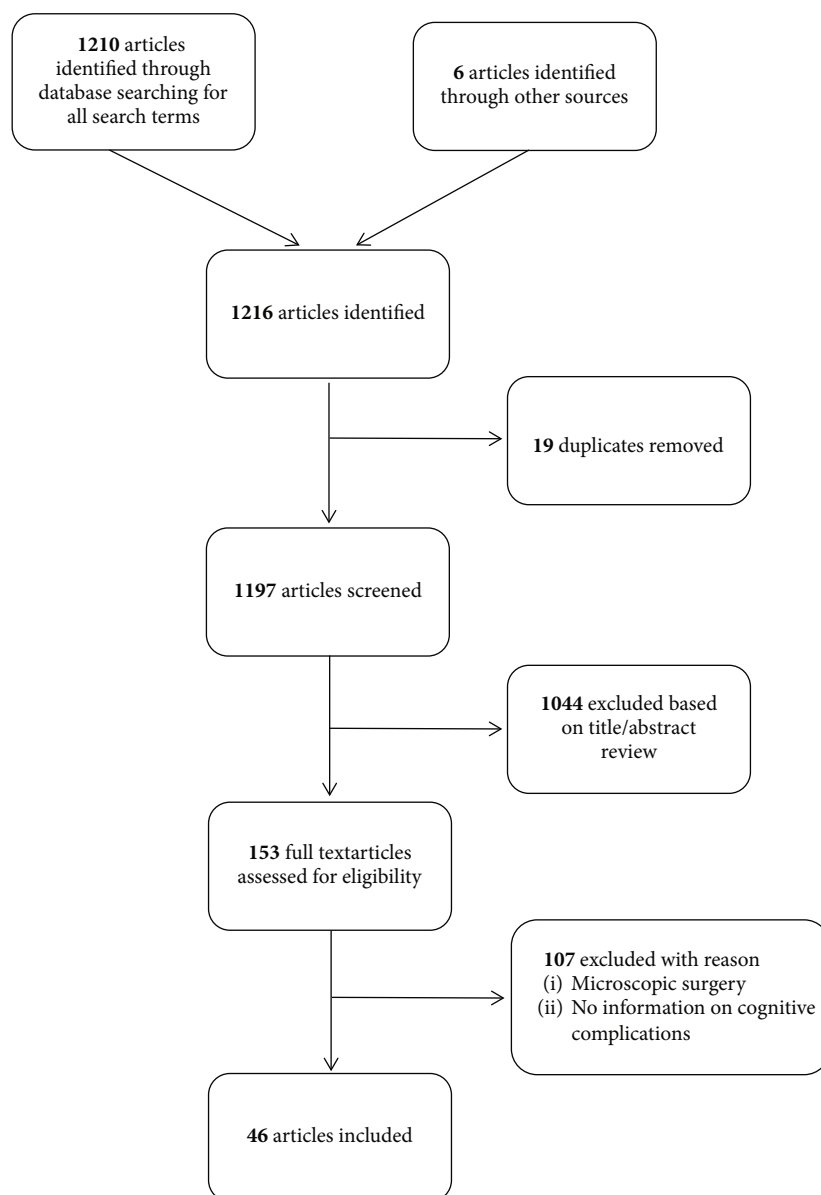 1210 articles
identified through
database searching for
all search terms
6 articles identified
through other sources
1216 articles identified
19 duplicates removed
1197 articles screened
1044 excluded based
on title/abstract
review
153 full textarticles
assessed for eligibility
107 excluded with reason
(i) Microscopic surgery
(ii) No information on cognitive
complications
46 articles included